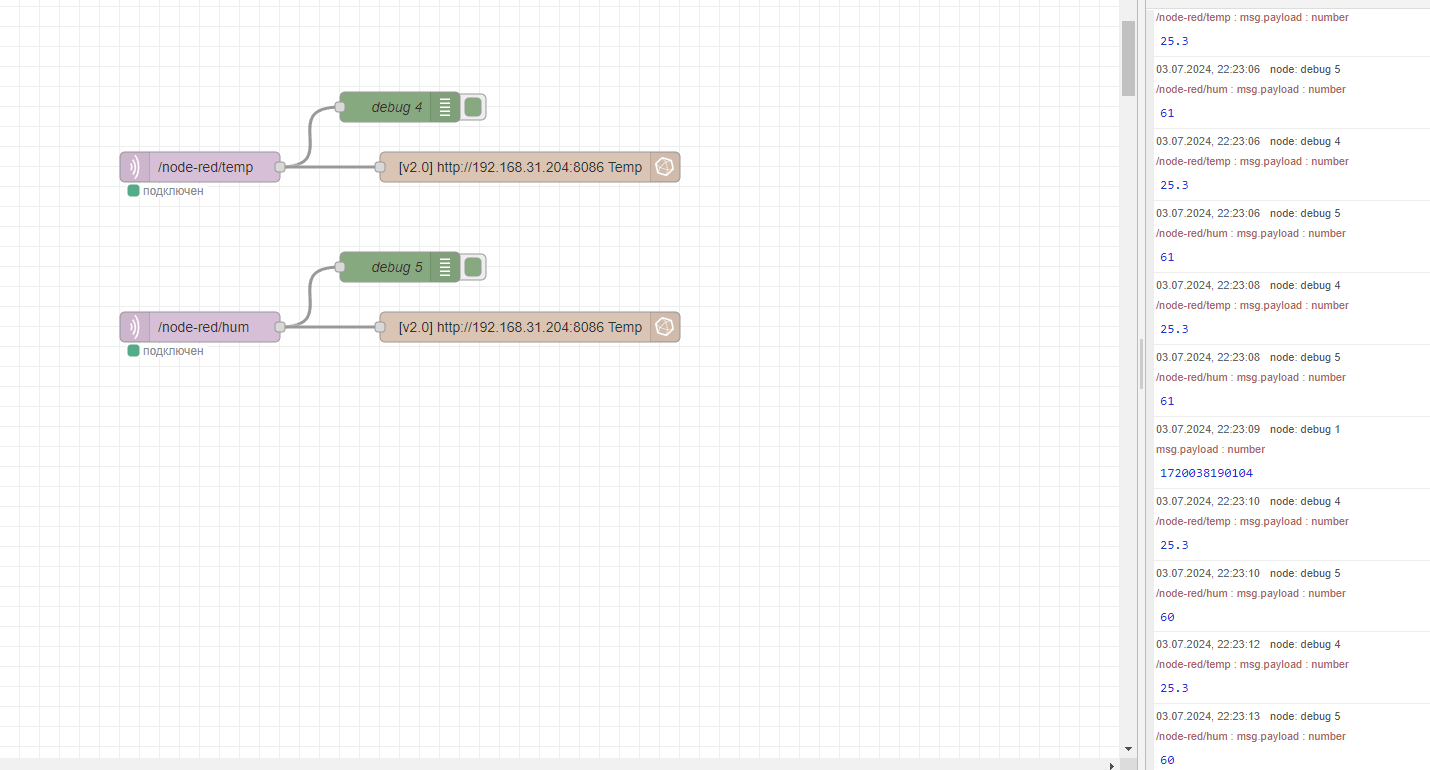 debug 4
/node-red/temp
[v2.0] http://192.168.31.204:8086 Temp
подключен
debug 5
/node-red/hum
[v2.0] http://192.168.31.204:8086 Temp
подключен
/node-red/temp : msg.payload : number
25.3
03.07.2024, 22:23:06 node: debug 5
/node-red/hum : msg.payload : number
61
03.07.2024, 22:23:06 node: debug 4
/node-red/temp : msg.payload : number
25.3
03.07.2024, 22:23:06 node: debug 5
/node-red/hum : msg.payload : number
61
03.07.2024, 22:23:08 node: debug 4
/node-red/temp : msg.payload : number
25.3
03.07.2024, 22:23:08 node: debug 5
/node-red/hum : msg.payload : number
61
03.07.2024, 22:23:09 node: debug 1
msg.payload : number
1720038190104
03.07.2024, 22:23:10 node: debug 4
/node-red/temp : msg.payload : number
25.3
03.07.2024, 22:23:10 node: debug 5
/node-red/hum : msg.payload : number
60
03.07.2024, 22:23:12 node: debug 4
/node-red/temp : msg.payload : number
25.3
03.07.2024, 22:23:13 node: debug 5
/node-red/hum : msg.payload : number
60